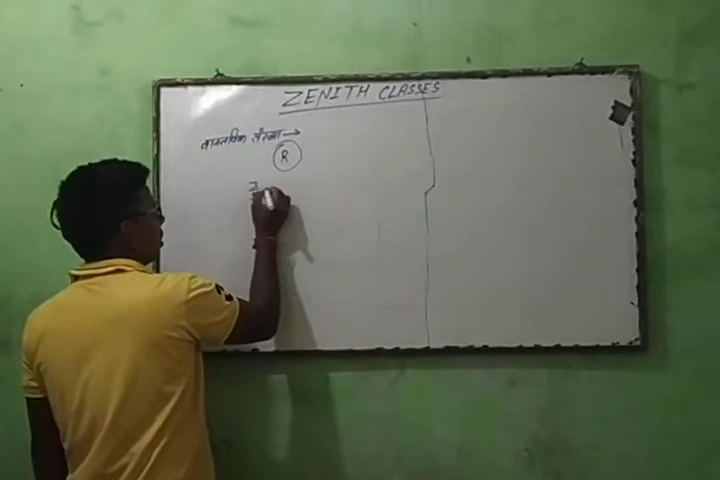 ZENITH CLASSES
वास्तविक संख्या →
R